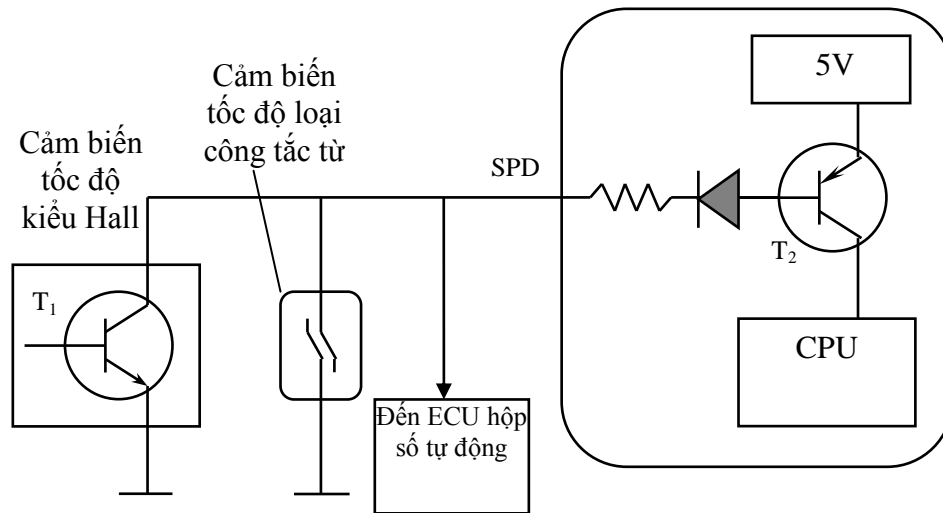 Cảm biến
tốc độ
kiểu Hall
Cảm biến
tốc độ loại
công tắc từ
SPD
5V
T₁
T₂
CPU
Đến ECU hộp
số tự động